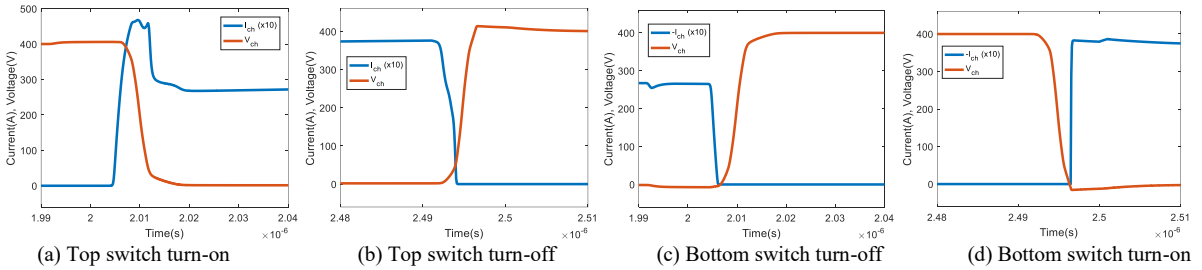 500
400
300
200
100
0
Current(A), Voltage(V)
I_ch (x10)
V_ch
1.99 2 2.01 2.02 2.03 2.04
Time(s) ×10^-6
(a) Top switch turn-on
400
300
200
100
0
Current(A), Voltage(V)
I_ch (x10)
V_ch
2.48 2.49 2.5 2.51
Time(s) ×10^-6
(b) Top switch turn-off
400
300
200
100
0
Current(A), Voltage(V)
-I_ch (x10)
V_ch
1.99 2 2.01 2.02 2.03 2.04
Time(s) ×10^-6
(c) Bottom switch turn-off
400
300
200
100
0
Current(A), Voltage(V)
-I_ch (x10)
V_ch
2.48 2.49 2.5 2.51
Time(s) ×10^-6
(d) Bottom switch turn-on